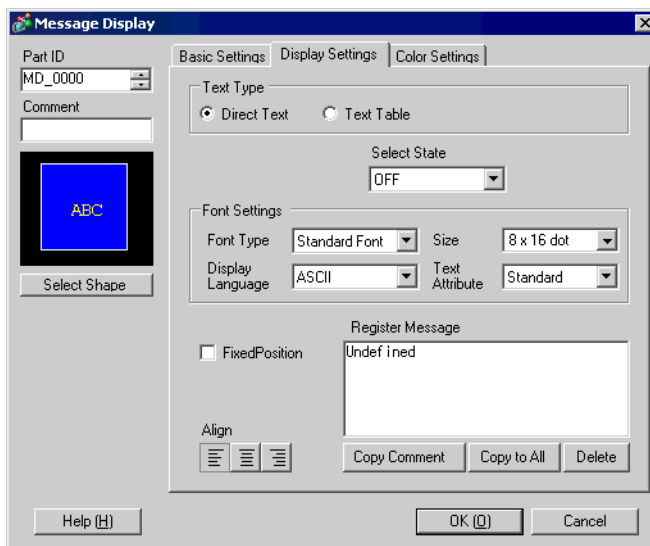 Message Display
Part ID
MD_0000
Comment
ABC
Select Shape
Basic Settings Display Settings Color Settings
Text Type
Direct Text Text Table
Select State
OFF
Font Settings
Font Type Standard Font Size 8 x 16 dot
Display Language ASCII Text Attribute Standard
Register Message
FixedPosition Undefined
Align
Copy Comment Copy to All Delete
Help (H) OK (O) Cancel